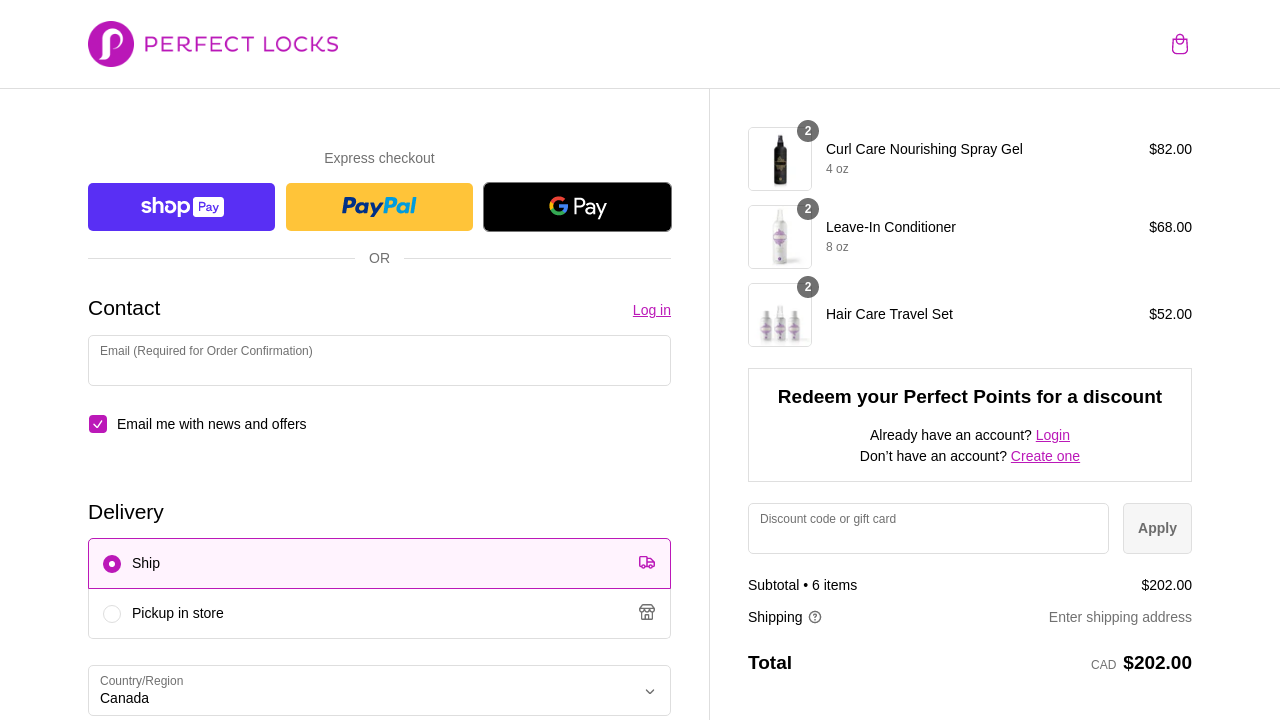 PERFECT LOCKS
Express checkout
shop Pay
PayPal
G Pay
OR
Contact
Log in
Email (Required for Order Confirmation)
Email me with news and offers
Delivery
Ship
Pickup in store
Country/Region
Canada
2
Curl Care Nourishing Spray Gel
$82.00
4 oz
2
Leave-In Conditioner
$68.00
8 oz
2
Hair Care Travel Set
$52.00
Redeem your Perfect Points for a discount
Already have an account? Login
Don’t have an account? Create one
Discount code or gift card
Apply
Subtotal • 6 items
$202.00
Shipping
Enter shipping address
Total
CAD $202.00